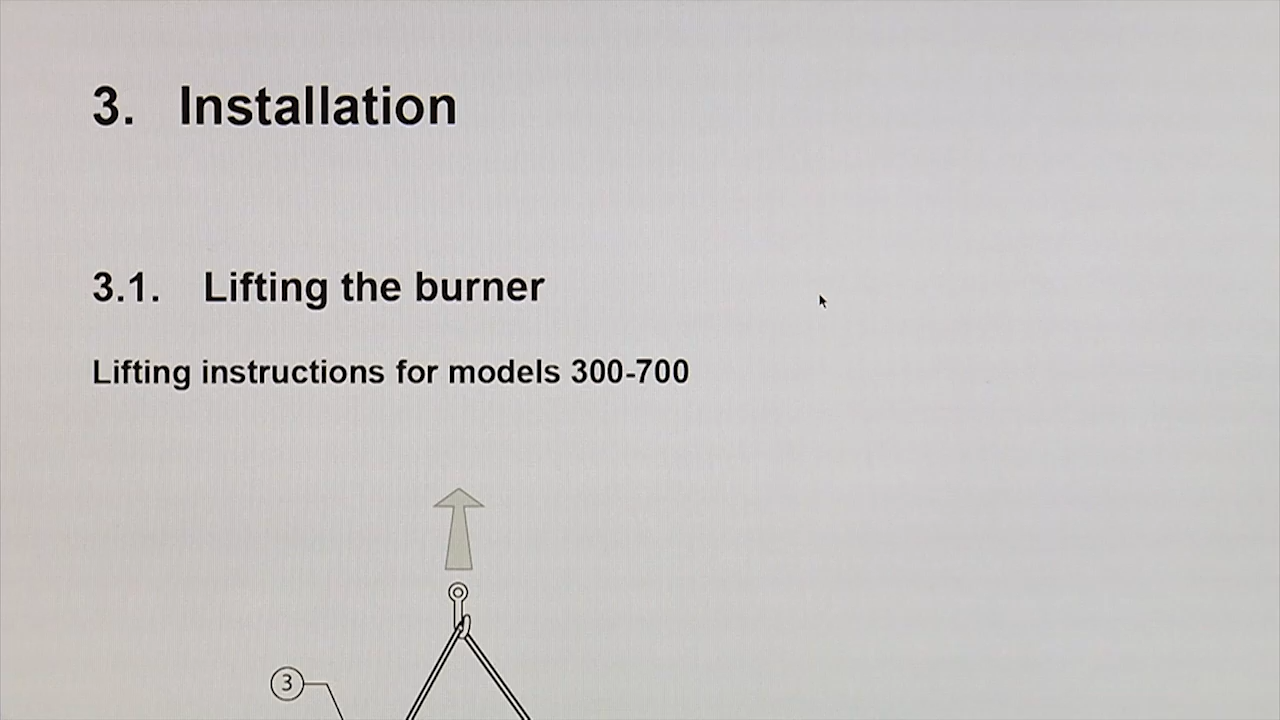 3. Installation
3.1. Lifting the burner
Lifting instructions for models 300-700
3